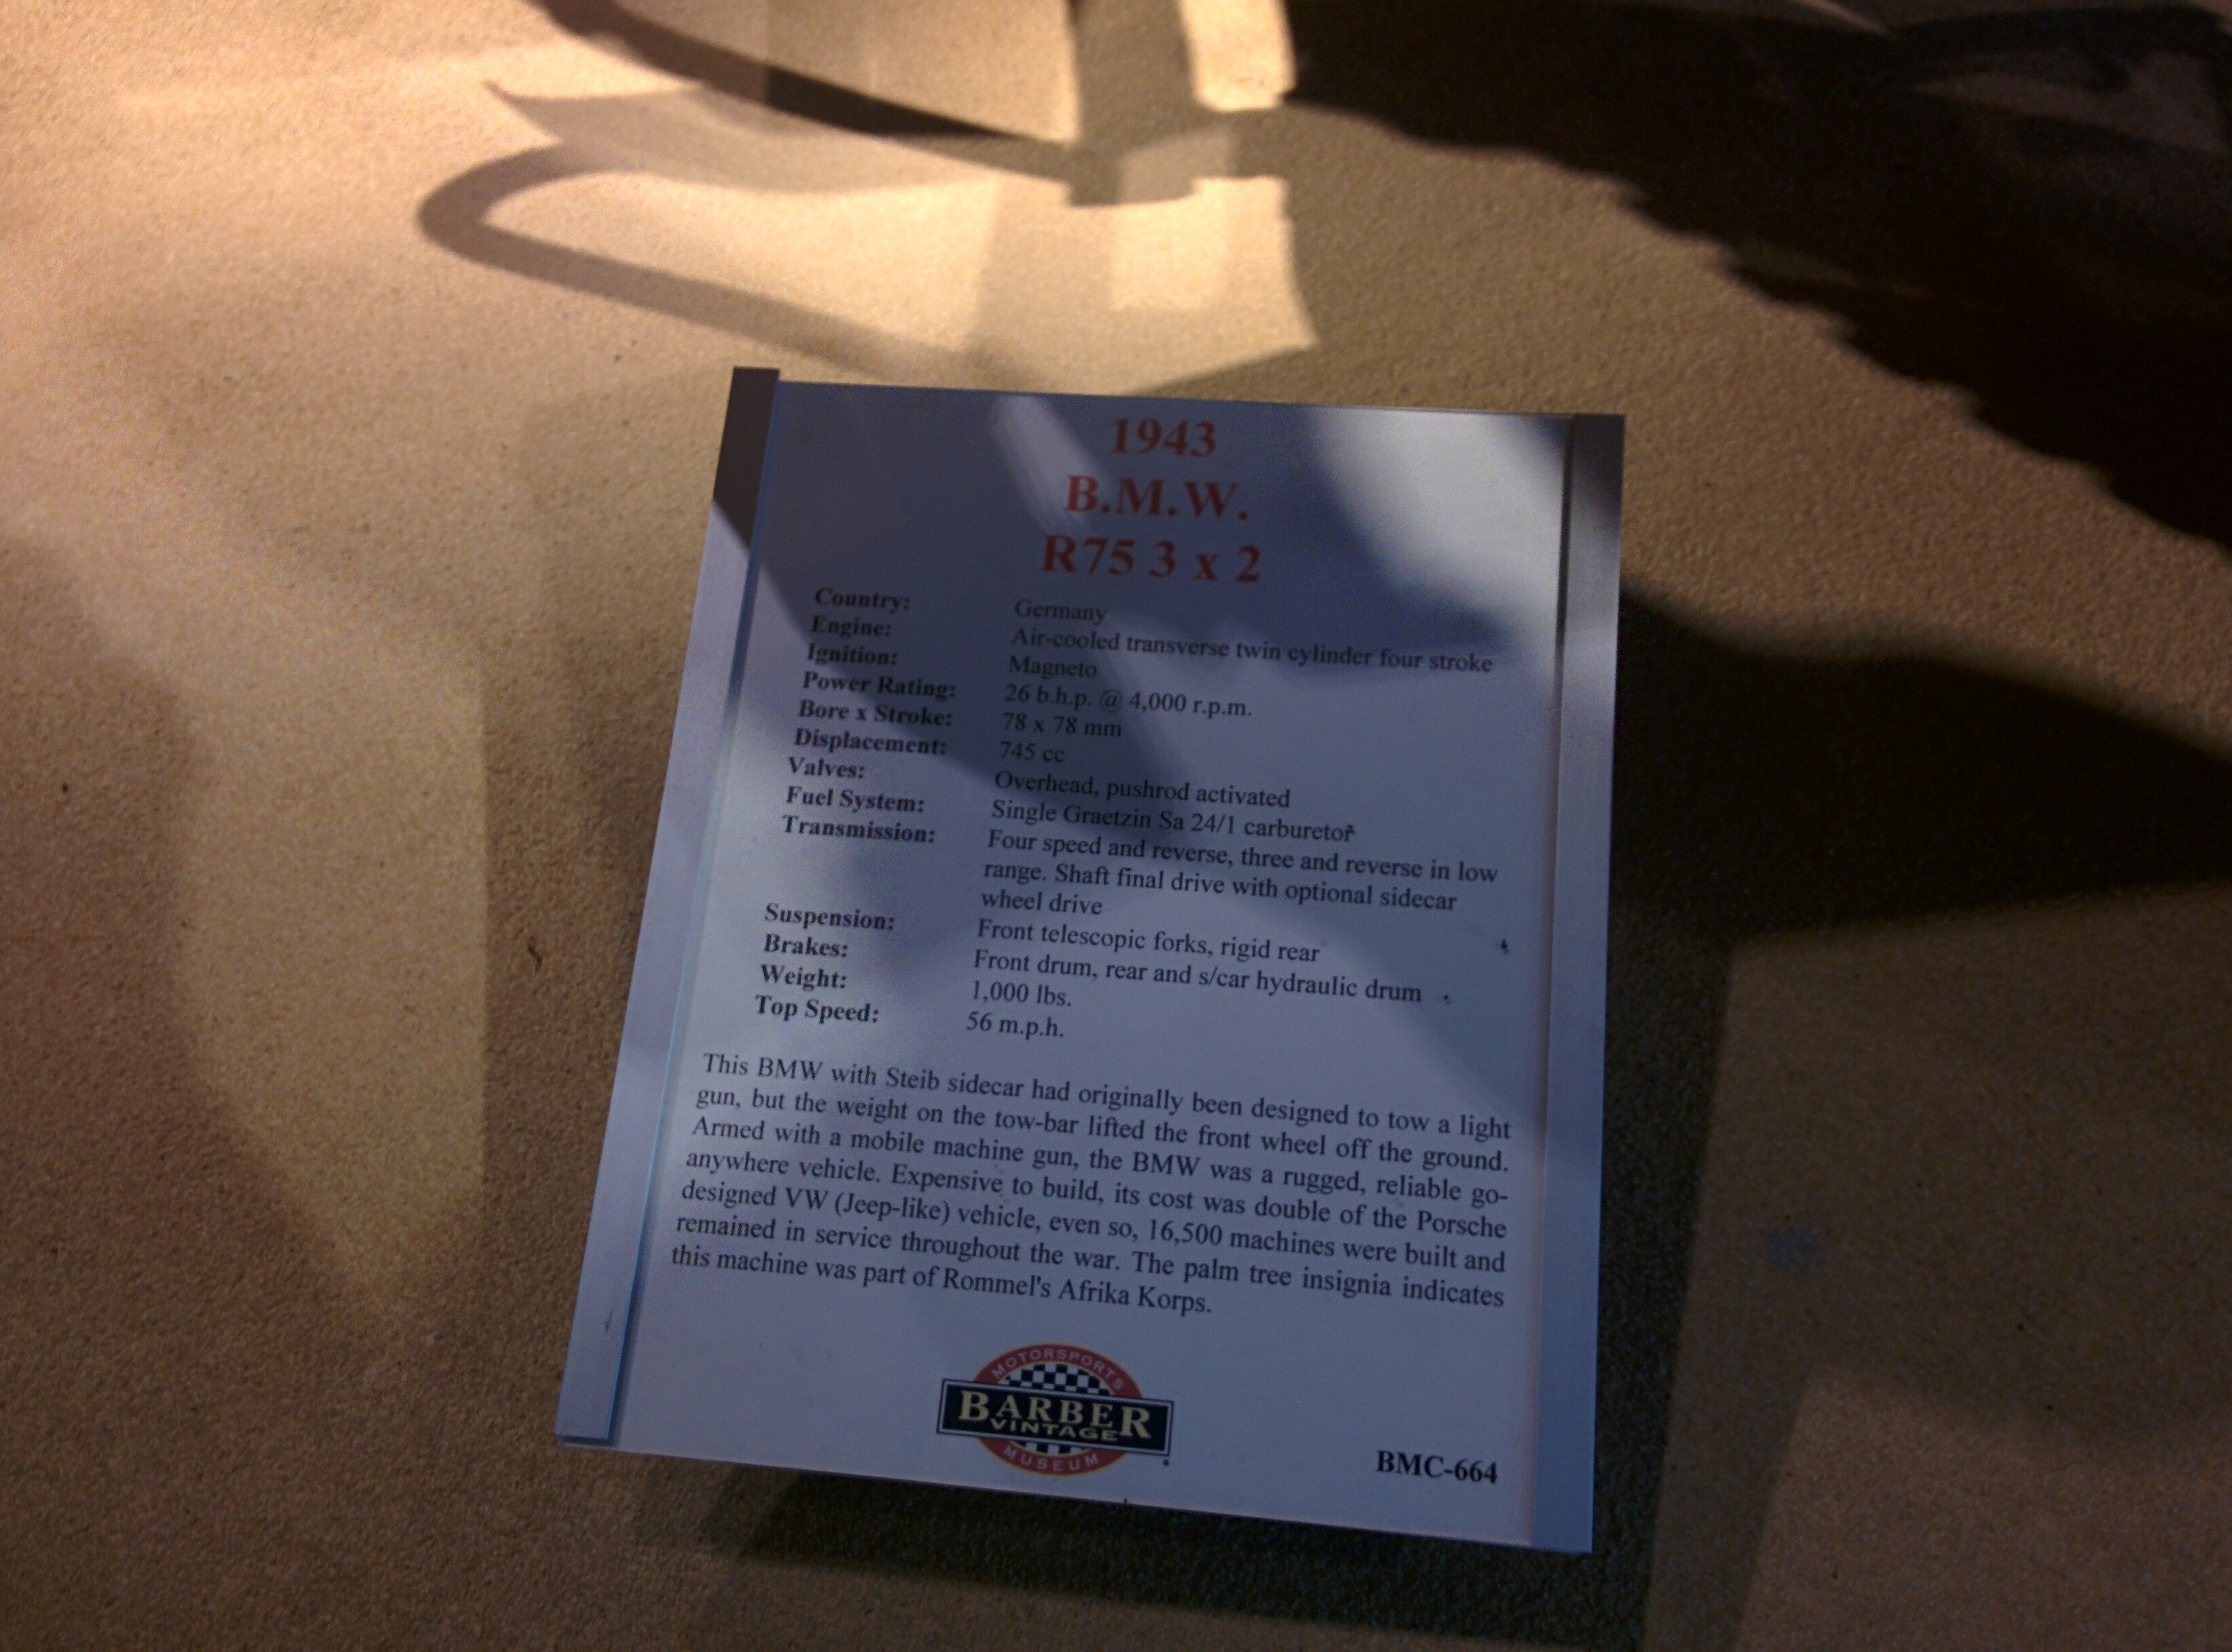 1943
B.M.W.
R75 3 x 2
Country: Germany
Engine: Air-cooled transverse twin cylinder four stroke
Ignition: Magneto
Power Rating: 26 b.h.p. @ 4,000 r.p.m.
Bore x Stroke: 78 x 78 mm
Displacement: 745 cc
Valves: Overhead, pushrod activated
Fuel System: Single Graetzin Sa 24/1 carburetor
Transmission: Four speed and reverse, three and reverse in low
range. Shaft final drive with optional sidecar
wheel drive
Suspension: Front telescopic forks, rigid rear
Brakes: Front drum, rear and s/car hydraulic drum
Weight: 1,000 lbs.
Top Speed: 56 m.p.h.
This BMW with Steib sidecar had originally been designed to tow a light
gun, but the weight on the tow-bar lifted the front wheel off the ground.
Armed with a mobile machine gun, the BMW was a rugged, reliable go-
anywhere vehicle. Expensive to build, its cost was double of the Porsche
designed VW (Jeep-like) vehicle, even so, 16,500 machines were built and
remained in service throughout the war. The palm tree insignia indicates
this machine was part of Rommel's Afrika Korps.
MOTORSPORTS
BARBER
VINTAGE
MUSEUM
BMC-664